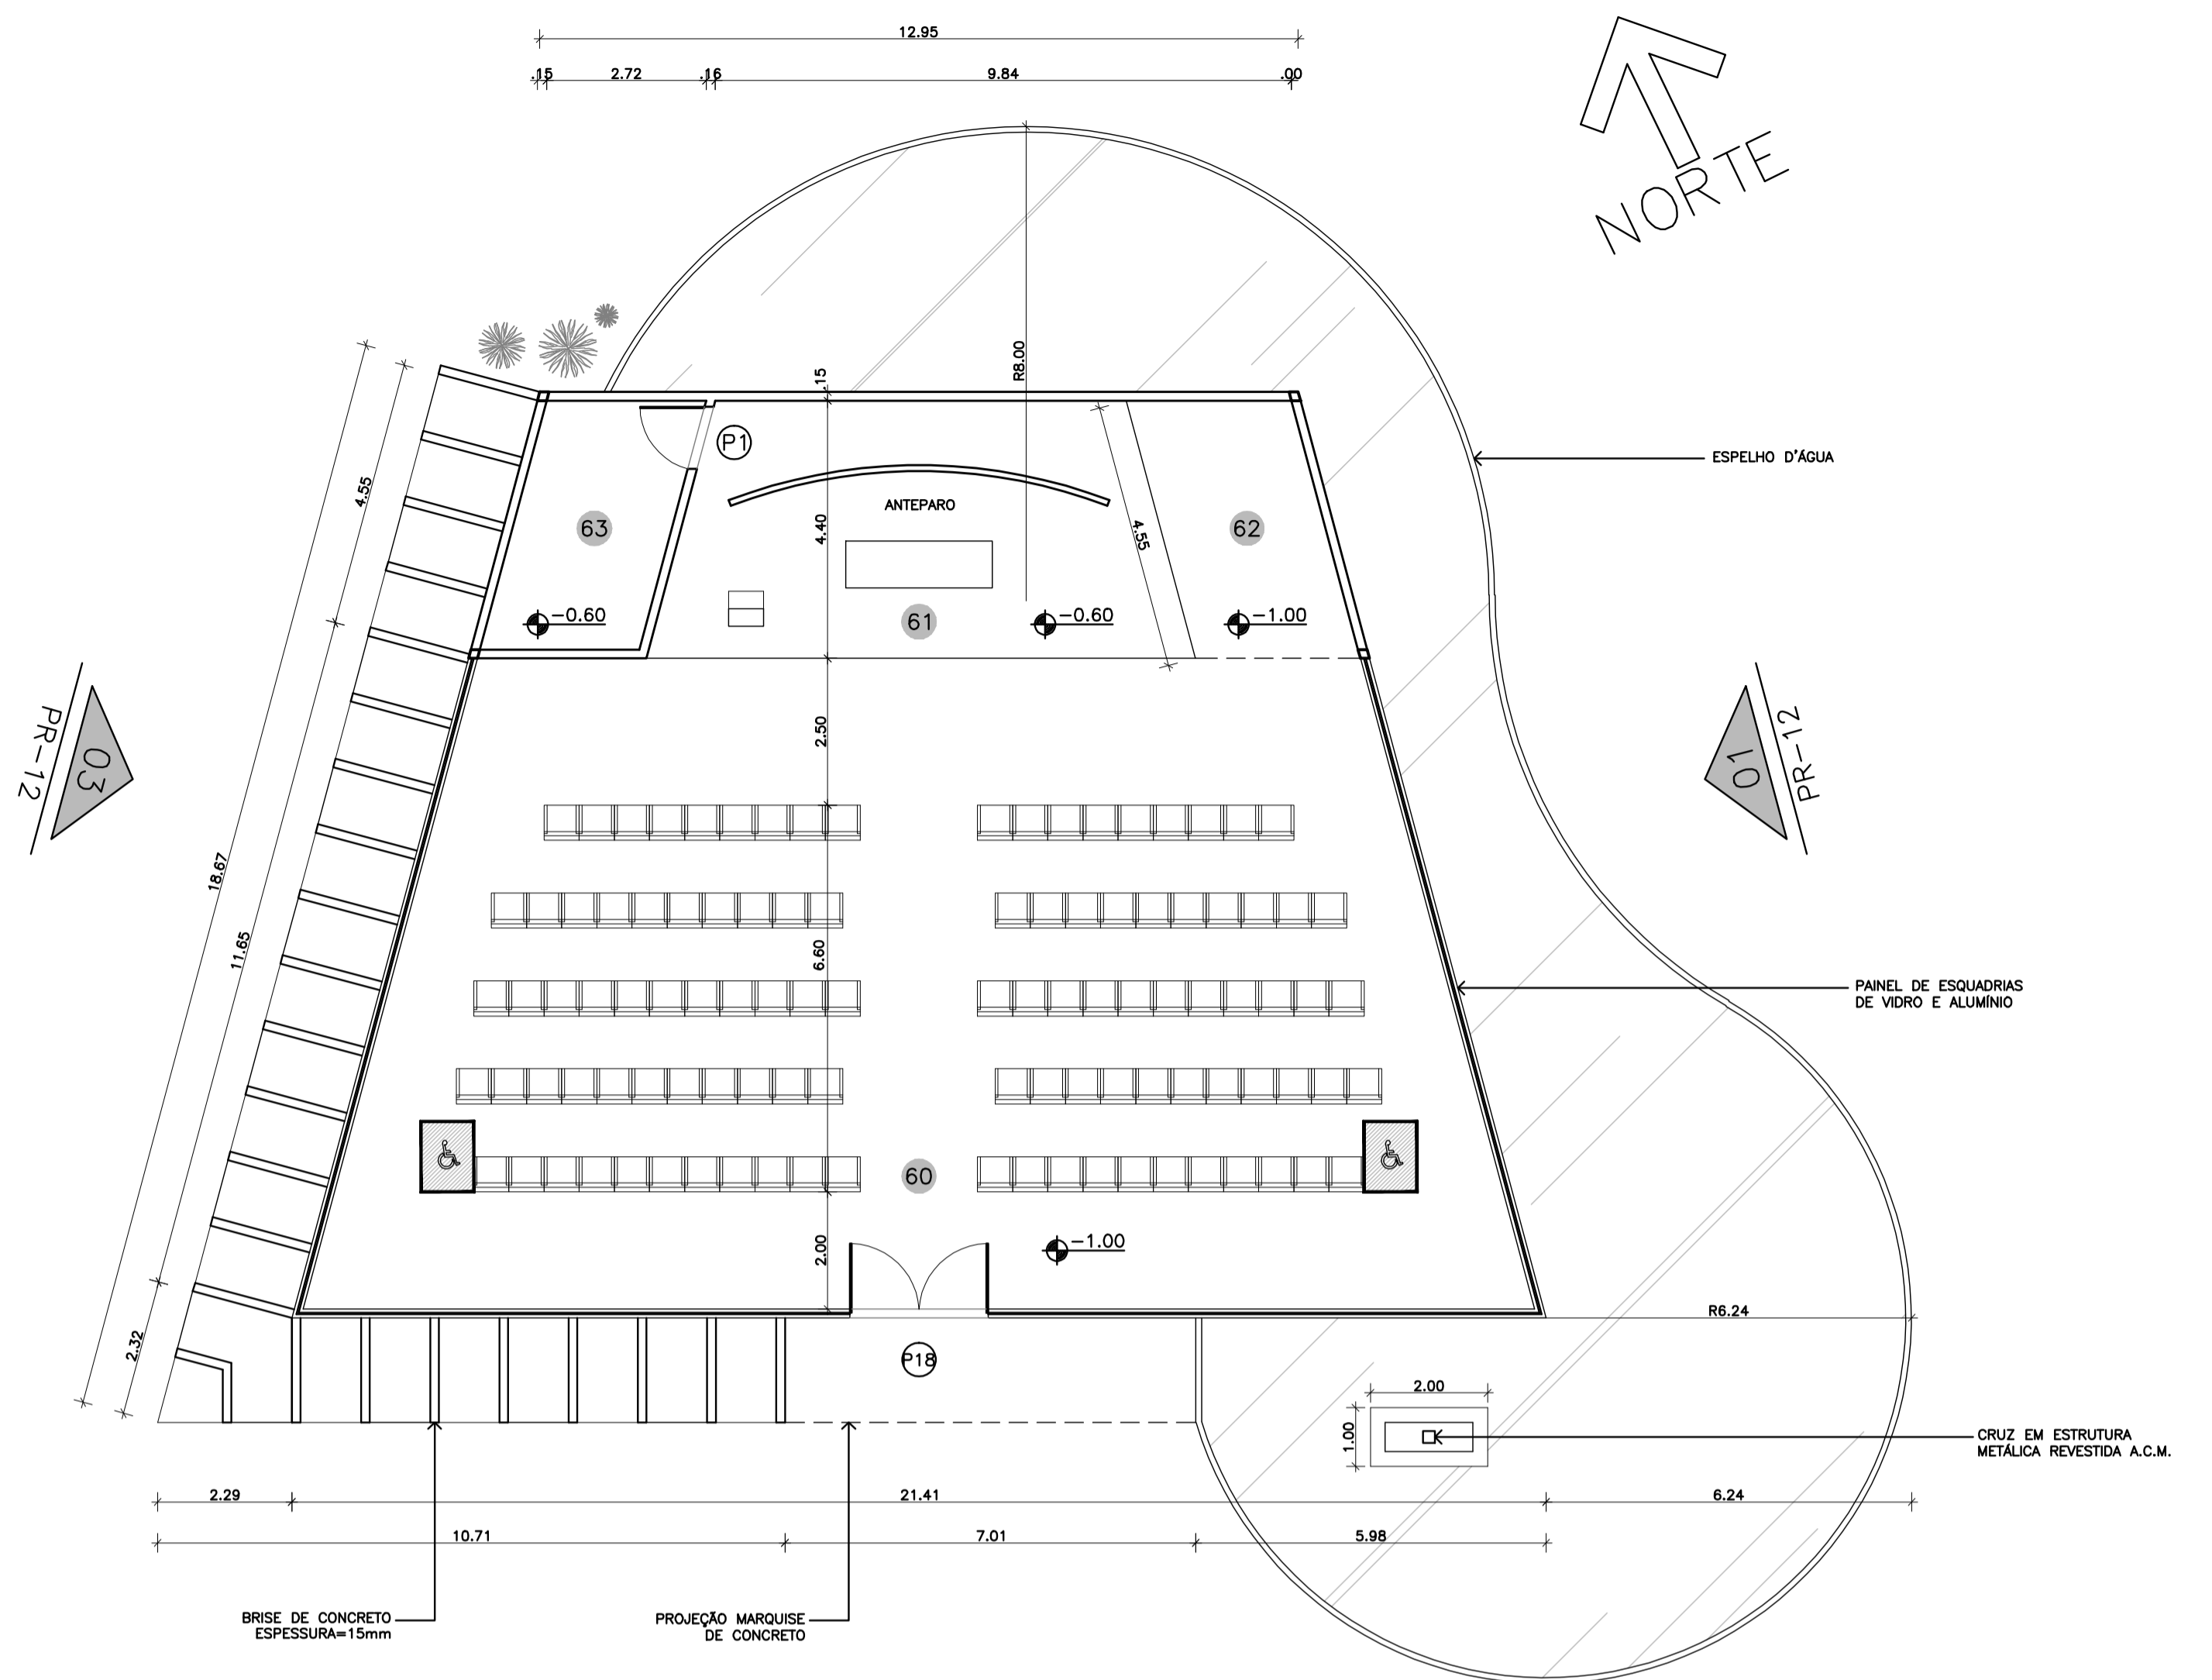 12.95
.15 2.72 .16 9.84 .00
NORTE
R8.00
.15
P1
ESPELHO D'ÁGUA
4.55
ANTEPARO
63
4.40
4.55
62
-0.60
61
-0.60
-1.00
PR-12
03
2.50
01
PR-12
18.67
11.65
6.60
PAINEL DE ESQUADRIAS
DE VIDRO E ALUMÍNIO
60
2.00
-1.00
2.32
R6.24
P18
2.00
1.00
CRUZ EM ESTRUTURA
METÁLICA REVESTIDA A.C.M.
2.29 21.41 6.24
10.71 7.01 5.98
BRISE DE CONCRETO
ESPESSURA=15mm
PROJEÇÃO MARQUISE
DE CONCRETO